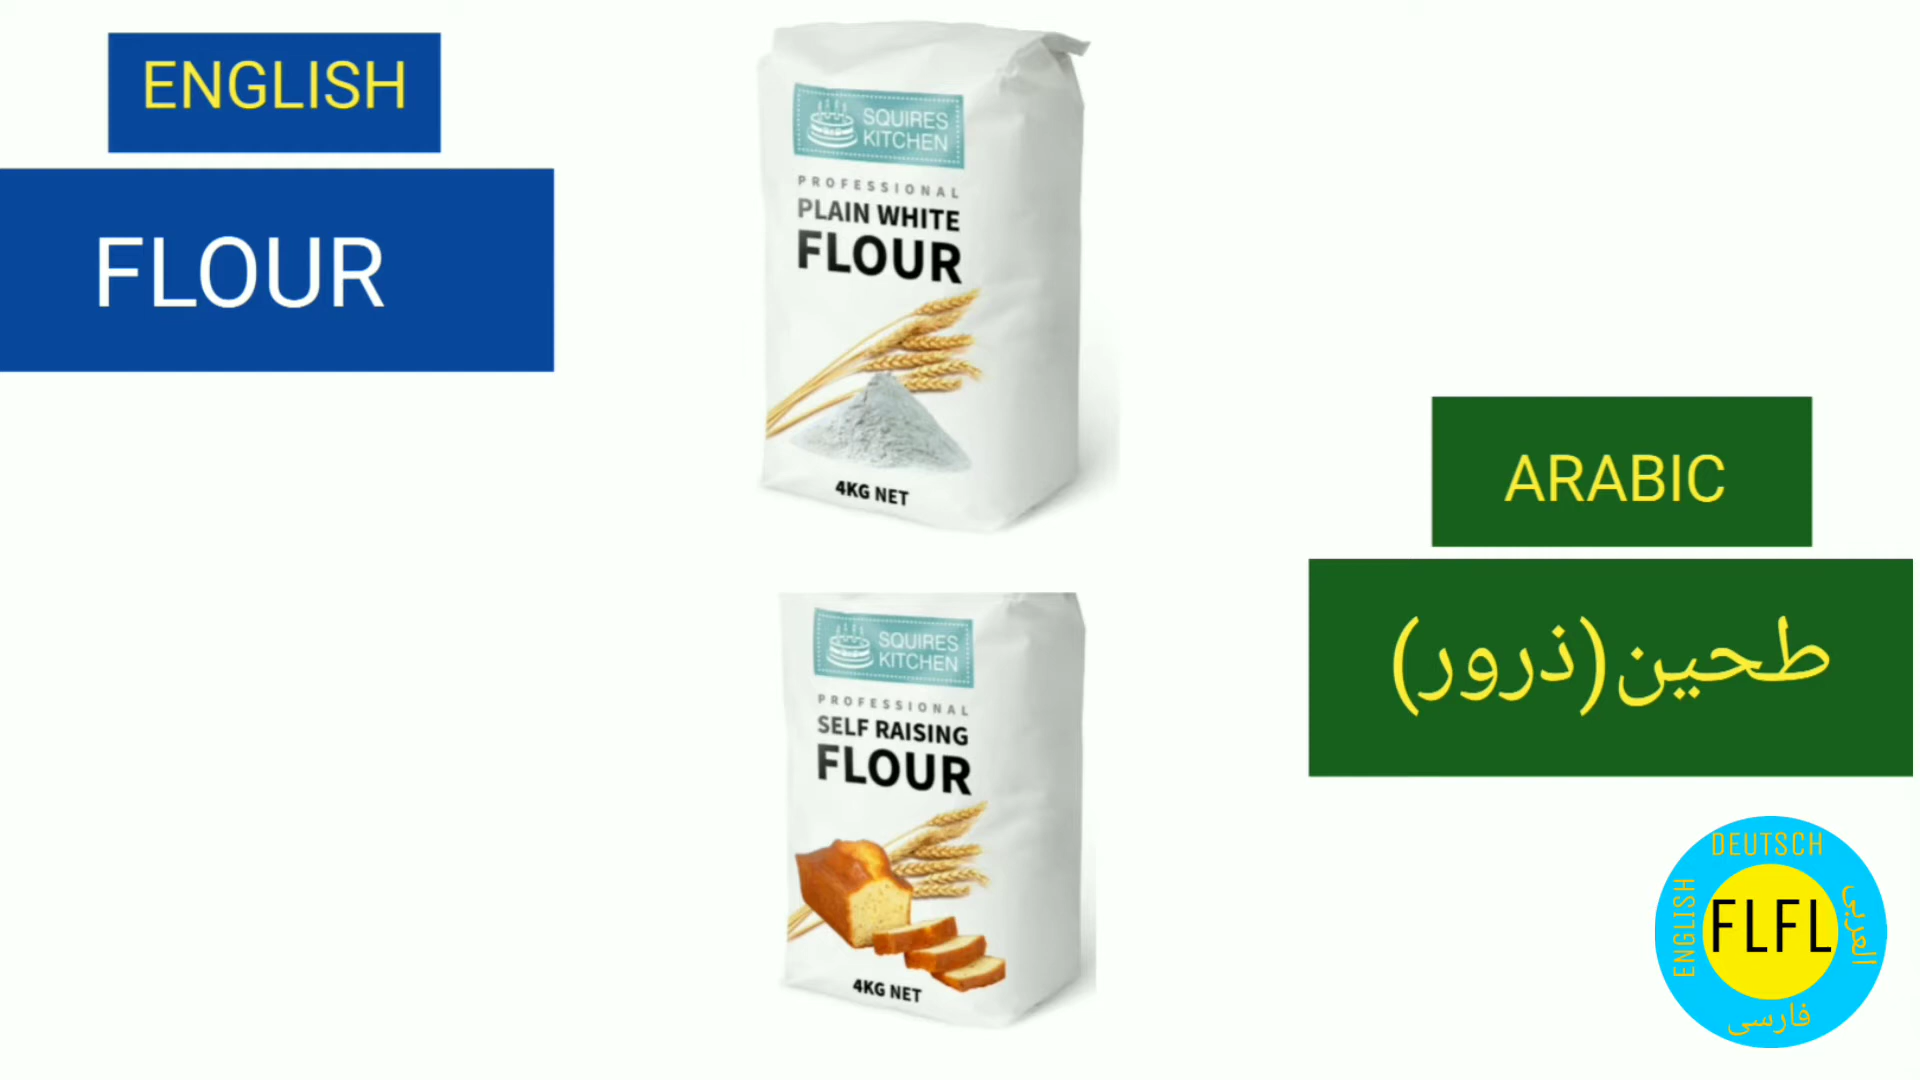 ENGLISH
FLOUR
SQUIRES
KITCHEN
PROFESSIONAL
PLAIN WHITE
FLOUR
4KG NET
ARABIC
طحين(ذرور)
SQUIRES
KITCHEN
PROFESSIONAL
SELF RAISING
FLOUR
4KG NET
DEUTSCH
ENGLISH
FLFL
العربي
فارسی